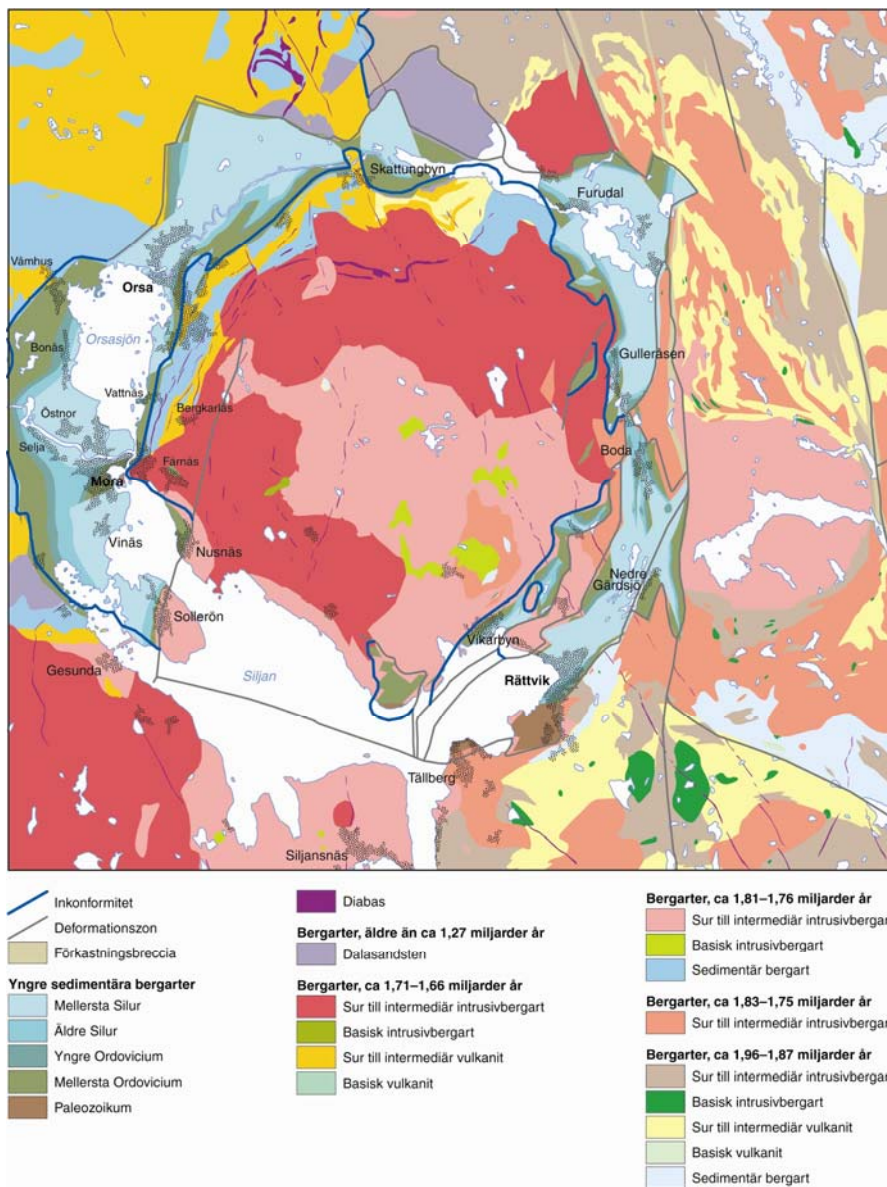 Skattungbyn
Furudal
Våmhus
Orsa
Orsasjön
Bonäs
Gulleråsen
Vattnäs
Östnor
Bergkarlås
Selja
Boda
Färnäs
Mora
Vinäs
Nusnäs
Nedre
Gärdsjö
Sollerön
Vikarbyn
Gesunda
Siljan
Rättvik
Tällberg
Siljansnäs
Inkonformitet
Deformationszon
Förkastningsbreccia
Yngre sedimentära bergarter
Mellersta Silur
Äldre Silur
Yngre Ordovicium
Mellersta Ordovicium
Paleozoikum
Diabas
Bergarter, äldre än ca 1,27 miljarder år
Dalasandsten
Bergarter, ca 1,71–1,66 miljarder år
Sur till intermediär intrusivbergart
Basisk intrusivbergart
Sur till intermediär vulkanit
Basisk vulkanit
Bergarter, ca 1,81–1,76 miljarder år
Sur till intermediär intrusivbergar
Basisk intrusivbergart
Sedimentär bergart
Bergarter, ca 1,83–1,75 miljarder år
Sur till intermediär intrusivbergar
Bergarter, ca 1,96–1,87 miljarder år
Sur till intermediär intrusivbergar
Basisk intrusivbergart
Sur till intermediär vulkanit
Basisk vulkanit
Sedimentär bergart